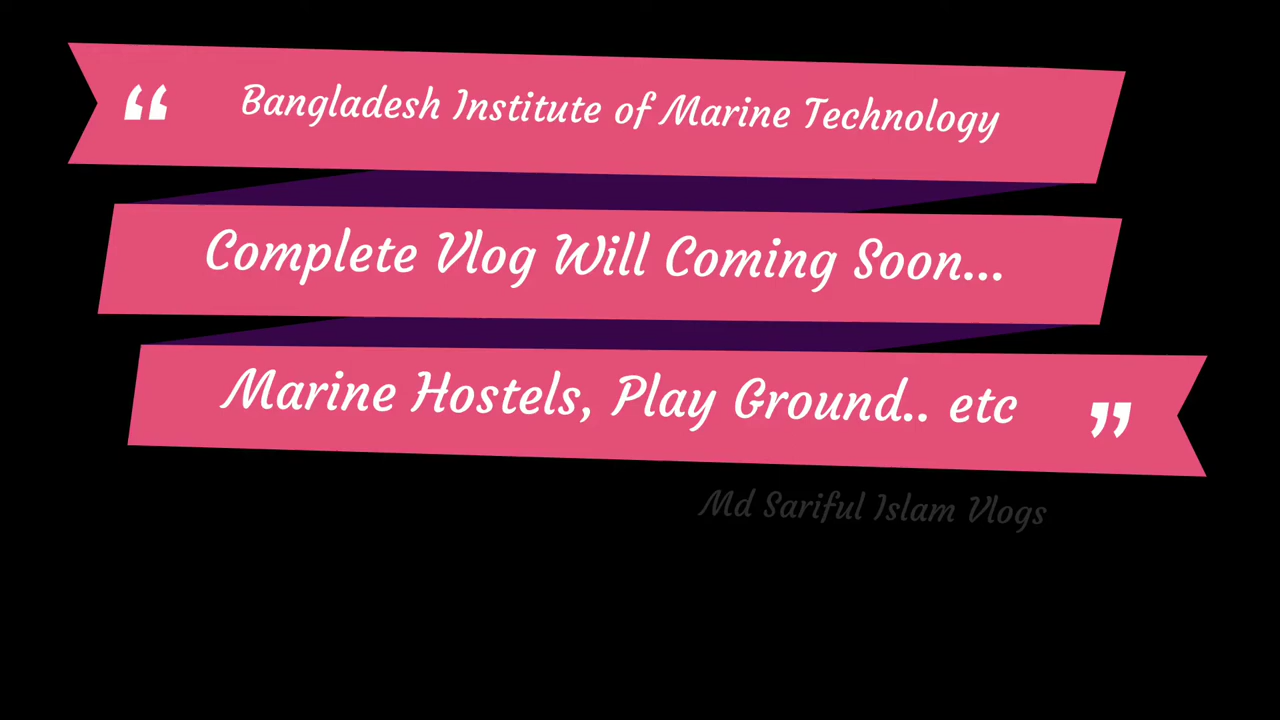 “ Bangladesh Institute of Marine Technology
Complete Vlog Will Coming Soon...
Marine Hostels, Play Ground.. etc ”
Md Sariful Islam Vlogs